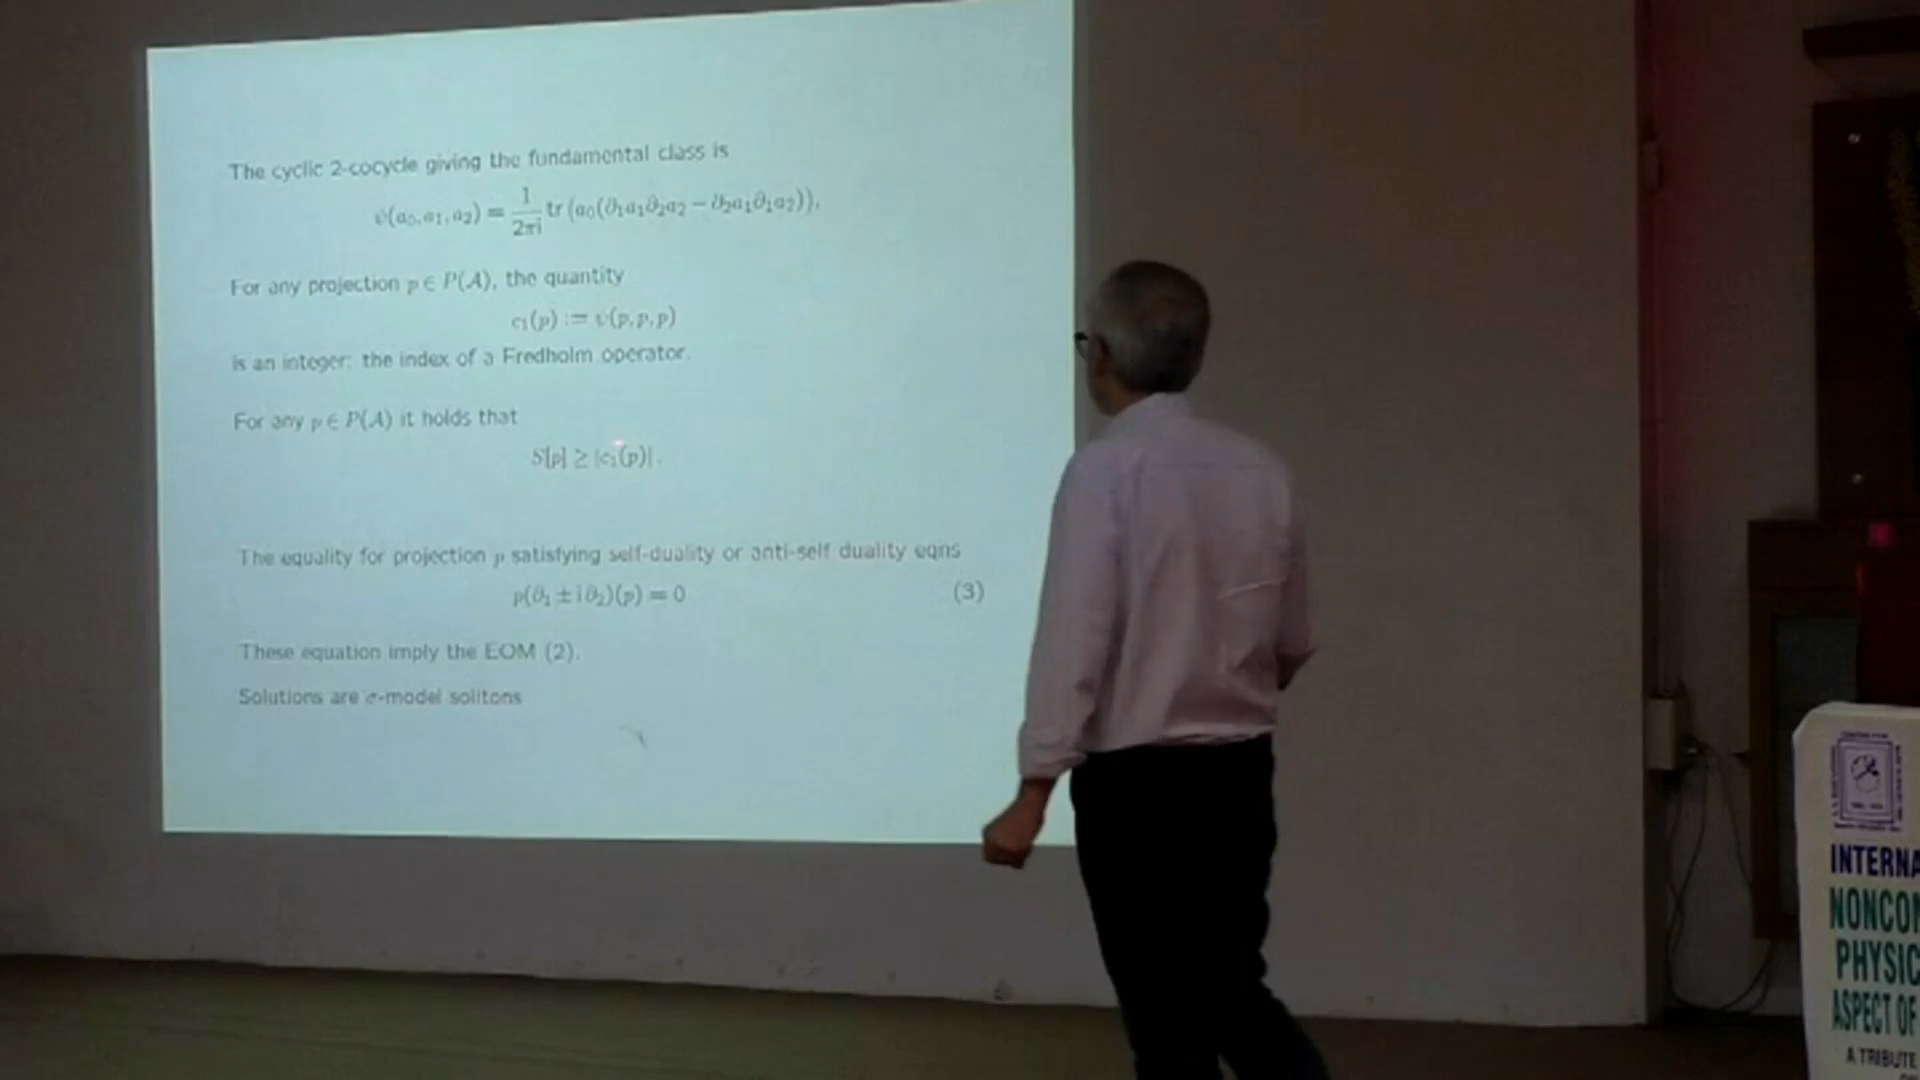 The cyclic 2-cocycle giving the fundamental class is
ψ(a₀, a₁, a₂) = 1/2πi tr (a₀(∂₁a₁∂₂a₂ − ∂₂a₁∂₁a₂)).
For any projection p ∈ P(A), the quantity
c₁(p) := ψ(p, p, p)
is an integer: the index of a Fredholm operator.
For any p ∈ P(A) it holds that
S[p] ≥ |c₁(p)|.
The equality for projection p satisfying self-duality or anti-self duality eqns
p(∂₁ ± i ∂₂)(p) = 0 (3)
These equation imply the EOM (2).
Solutions are σ-model solitons
INTERNA
NONCOM
PHYSIC
ASPECT OF
A TRIBUTE